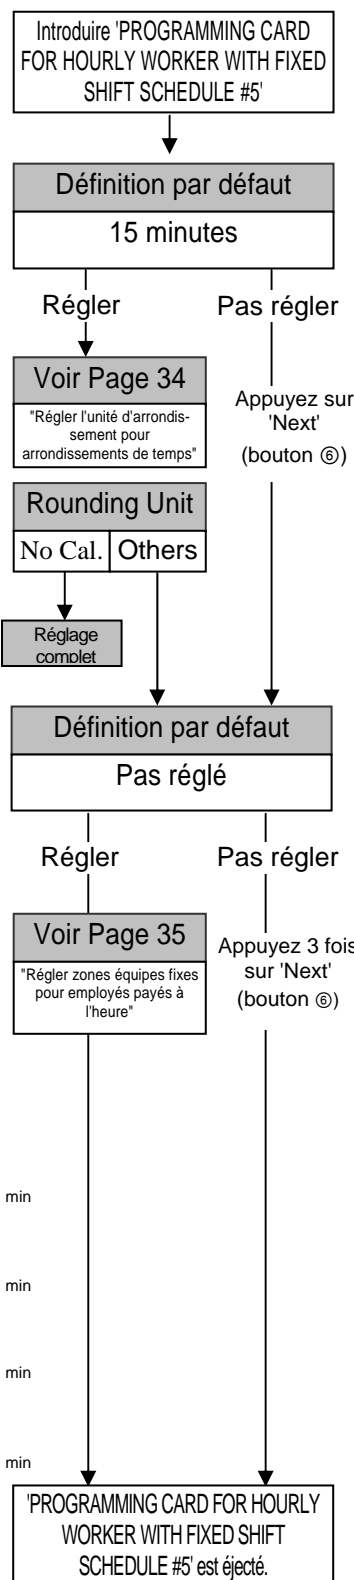 Introduire 'PROGRAMMING CARD
FOR HOURLY WORKER WITH FIXED
SHIFT SCHEDULE #5'
Définition par défaut
15 minutes
Régler
Pas régler
Voir Page 34
"Régler l'unité d'arrondis-
sement pour
arrondissements de temps"
Appuyez sur
'Next'
(bouton ⑥)
Rounding Unit
No Cal.
Others
Réglage
complet
Définition par défaut
Pas réglé
Régler
Pas régler
Voir Page 35
"Régler zones équipes fixes
pour employés payés à
l'heure"
Appuyez 3 fois
sur 'Next'
(bouton ⑥)
min
min
min
min
'PROGRAMMING CARD FOR HOURLY
WORKER WITH FIXED SHIFT
SCHEDULE #5' est éjecté.